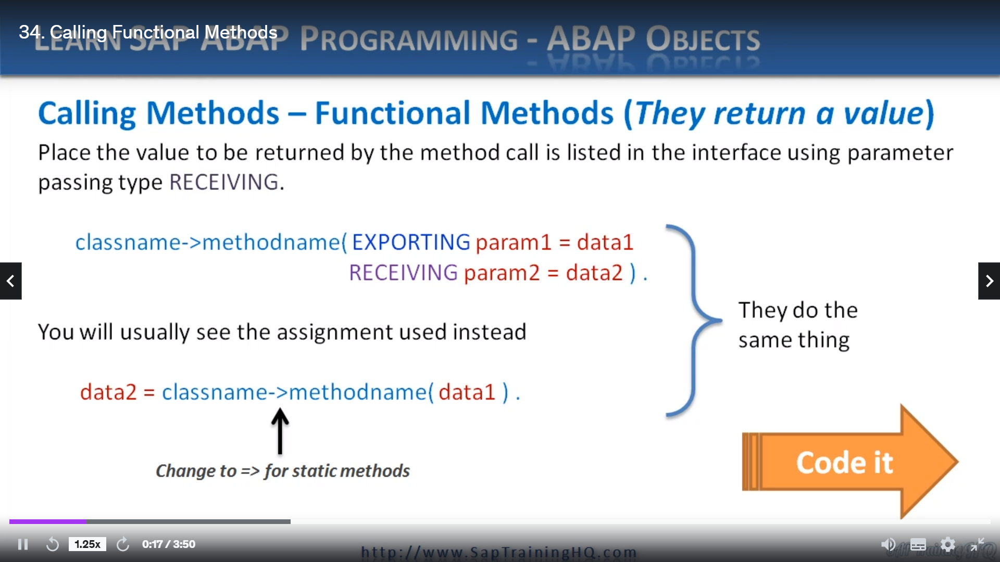 34. Calling Functional Methods
LEARN SAP ABAP PROGRAMMING - ABAP OBJECTS
Calling Methods – Functional Methods (They return a value)
Place the value to be returned by the method call is listed in the interface using parameter
passing type RECEIVING.
classname->methodname( EXPORTING param1 = data1
RECEIVING param2 = data2 ) .
They do the
same thing
You will usually see the assignment used instead
data2 = classname->methodname( data1 ) .
Change to => for static methods
Code it
1.25x
0:17 / 3:50
http://www.SapTrainingHQ.com